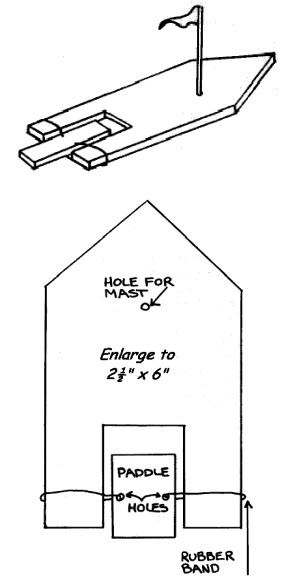 HOLE FOR
MAST
Enlarge to
2½" x 6"
PADDLE
HOLES
RUBBER
BAND